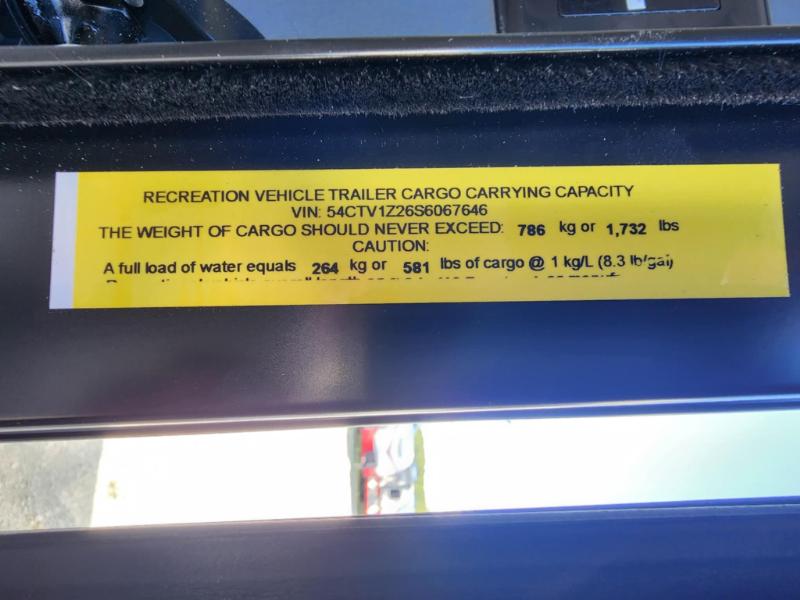 RECREATION VEHICLE TRAILER CARGO CARRYING CAPACITY
VIN: 54CTV1Z26S6067646
THE WEIGHT OF CARGO SHOULD NEVER EXCEED: 786 kg or 1,732 lbs
CAUTION:
A full load of water equals 264 kg or 581 lbs of cargo @ 1 kg/L (8.3 lb/gal)